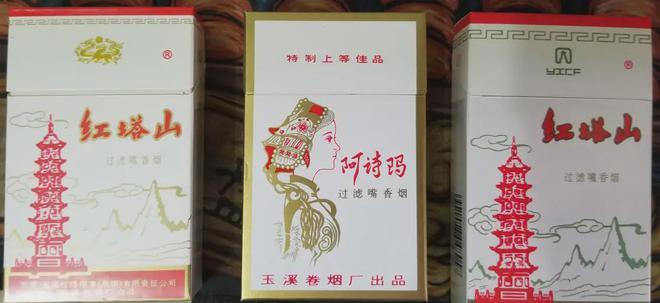 ®
红塔山
过滤嘴香烟
特制上等佳品
阿诗玛
过滤嘴香烟
玉溪卷烟厂出品
YXCF
®
红塔山
过滤嘴香烟